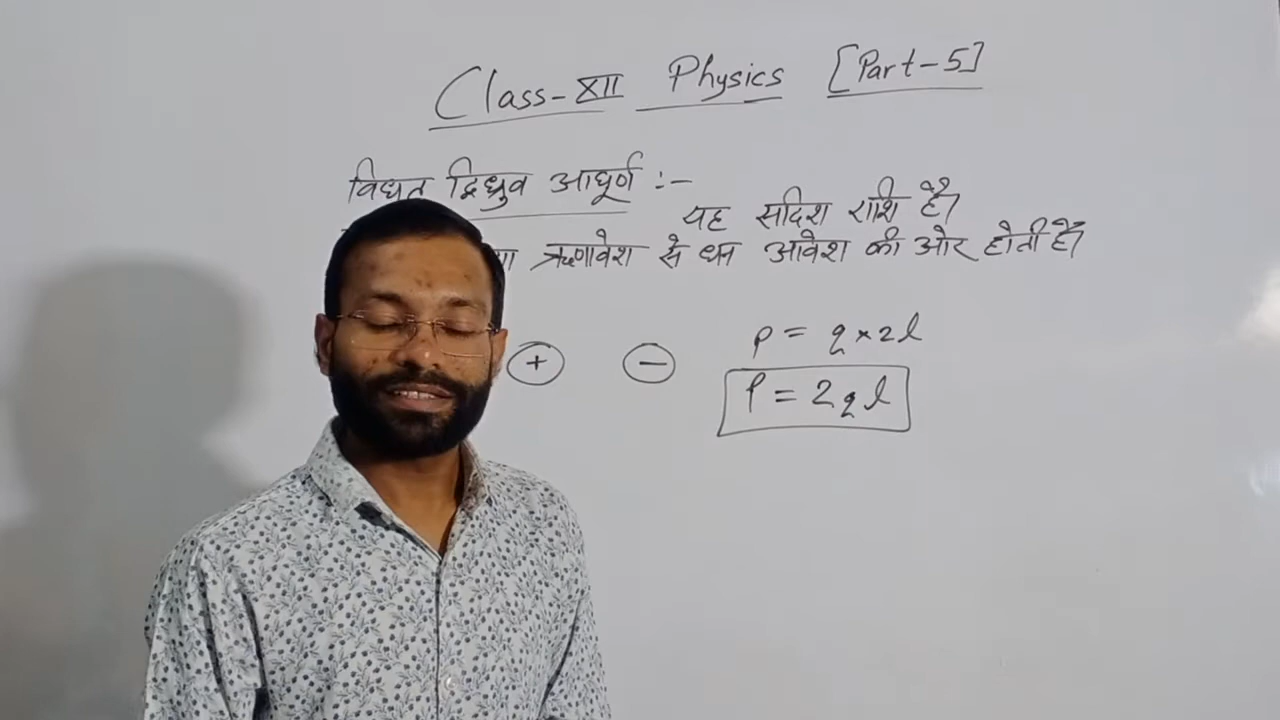 Class-XII Physics [Part-5]
विधुत द्विध्रुव आघूर्ण :-
यह सदिश राशि है।
ऋणावेश से धन आवेश की ओर होती है।
+ −
p = q × 2l
P = 2ql